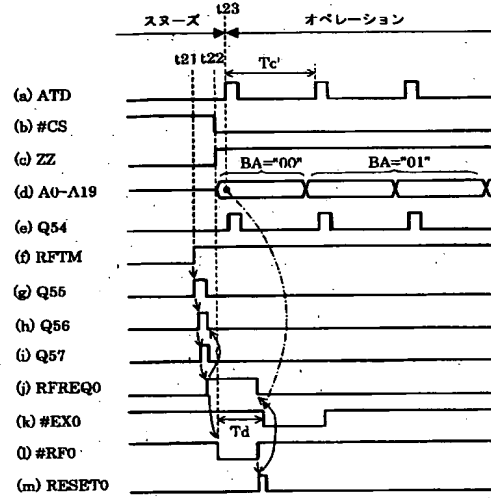 t23
スヌーズ オペレーション
t21 t22 Tc'
(a) ATD
(b) #CS
(c) ZZ
BA="00" BA="01"
(d) A0-A19
(e) Q54
(f) RFTM
(g) Q55
(h) Q56
(i) Q57
(j) RFREQ0
(k) #EX0
Td
(l) #RF0
(m) RESET0